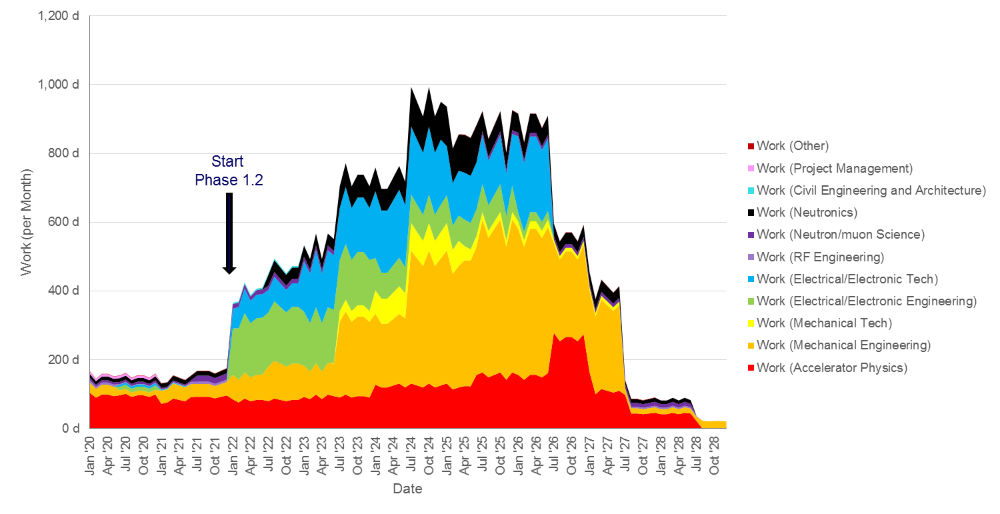 1,200 d
1,000 d
800 d
600 d
400 d
200 d
0 d
Work (per Month)
Start
Phase 1.2
Jan '20
Apr '20
Jul '20
Oct '20
Jan '21
Apr '21
Jul '21
Oct '21
Jan '22
Apr '22
Jul '22
Oct '22
Jan '23
Apr '23
Jul '23
Oct '23
Jan '24
Apr '24
Jul '24
Oct '24
Jan '25
Apr '25
Jul '25
Oct '25
Jan '26
Apr '26
Jul '26
Oct '26
Jan '27
Apr '27
Jul '27
Oct '27
Jan '28
Apr '28
Jul '28
Oct '28
Date
Work (Other)
Work (Project Management)
Work (Civil Engineering and Architecture)
Work (Neutronics)
Work (Neutron/muon Science)
Work (RF Engineering)
Work (Electrical/Electronic Tech)
Work (Electrical/Electronic Engineering)
Work (Mechanical Tech)
Work (Mechanical Engineering)
Work (Accelerator Physics)